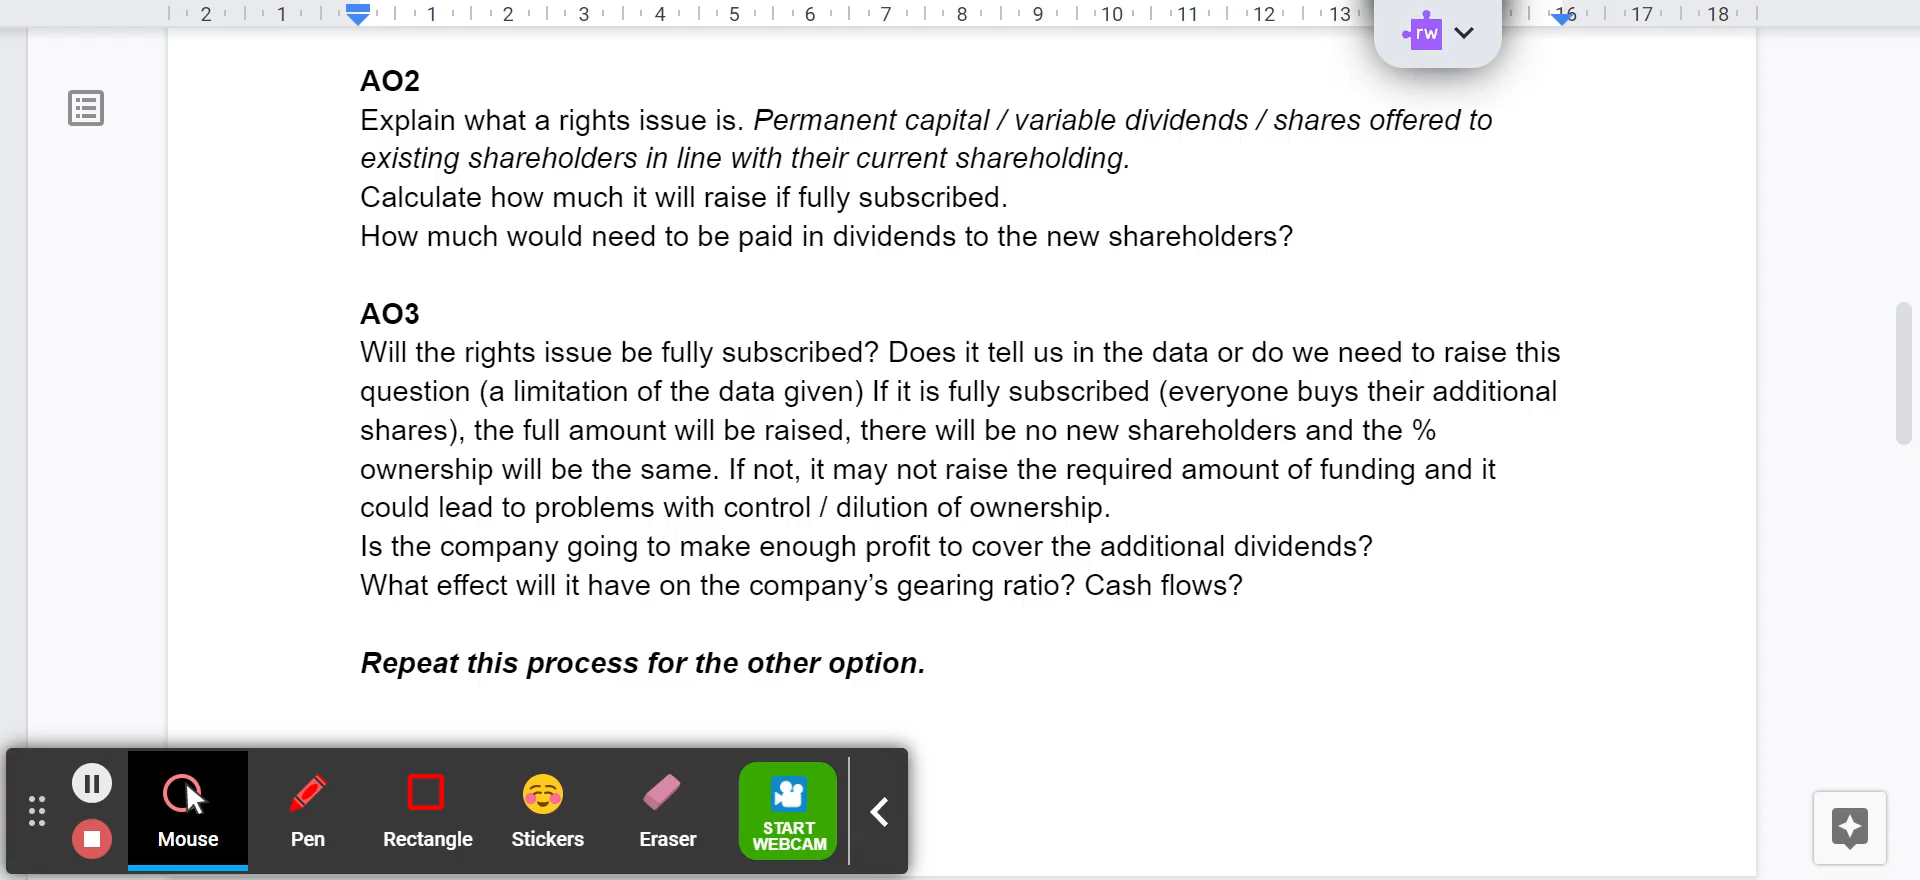 2 1 1 2 3 4 5 6 7 8 9 10 11 12 13 16 17 18
rw
AO2
Explain what a rights issue is. Permanent capital / variable dividends / shares offered to
existing shareholders in line with their current shareholding.
Calculate how much it will raise if fully subscribed.
How much would need to be paid in dividends to the new shareholders?
AO3
Will the rights issue be fully subscribed? Does it tell us in the data or do we need to raise this
question (a limitation of the data given) If it is fully subscribed (everyone buys their additional
shares), the full amount will be raised, there will be no new shareholders and the %
ownership will be the same. If not, it may not raise the required amount of funding and it
could lead to problems with control / dilution of ownership.
Is the company going to make enough profit to cover the additional dividends?
What effect will it have on the company’s gearing ratio? Cash flows?
Repeat this process for the other option.
Mouse Pen Rectangle Stickers Eraser
START
WEBCAM